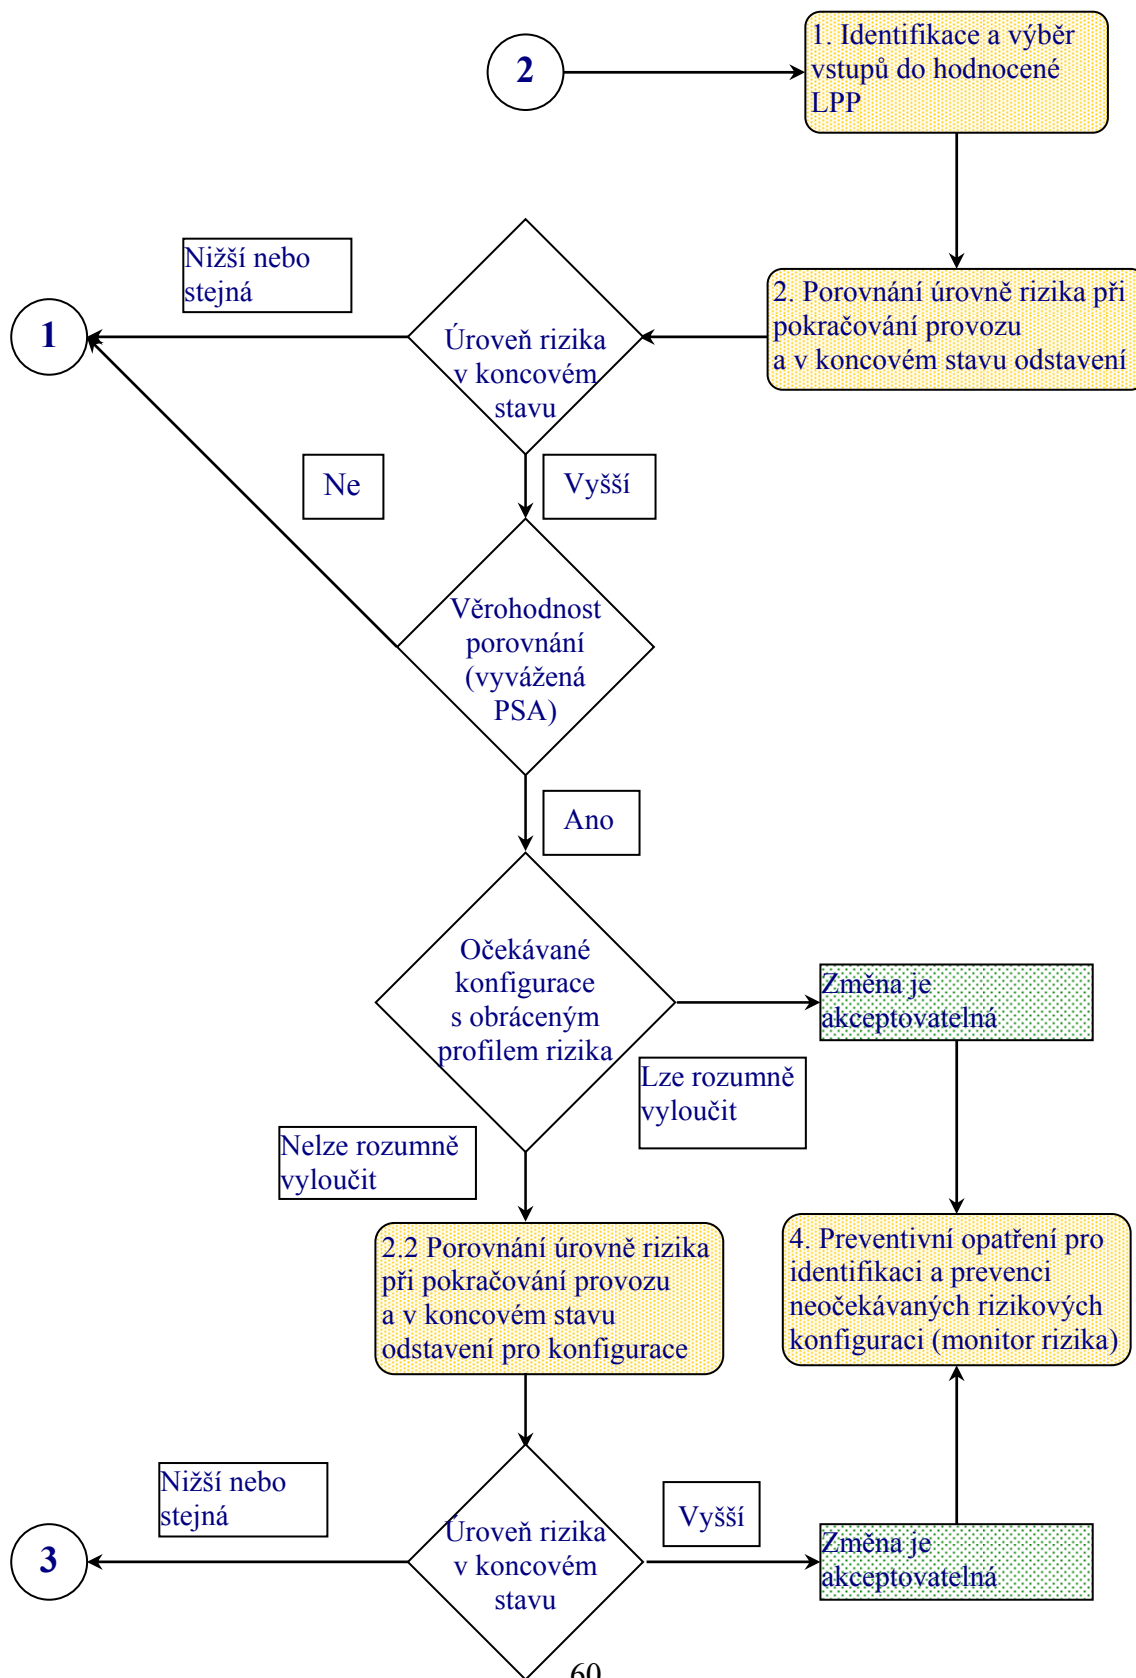 2
1. Identifikace a výběr
vstupů do hodnocené
LPP
Nižší nebo
stejná
2. Porovnání úrovně rizika při
pokračování provozu
a v koncovém stavu odstavení
1
Úroveň rizika
v koncovém
stavu
Ne
Vyšší
Věrohodnost
porovnání
(vyvážená
PSA)
Ano
Očekávané
konfigurace
s obráceným
profilem rizika
Změna je
akceptovatelná
Lze rozumně
vyloučit
Nelze rozumně
vyloučit
2.2 Porovnání úrovně rizika
při pokračování provozu
a v koncovém stavu
odstavení pro konfigurace
4. Preventivní opatření pro
identifikaci a prevenci
neočekávaných rizikových
konfiguraci (monitor rizika)
Nižší nebo
stejná
Vyšší
3
Úroveň rizika
v koncovém
stavu
Změna je
akceptovatelná
60